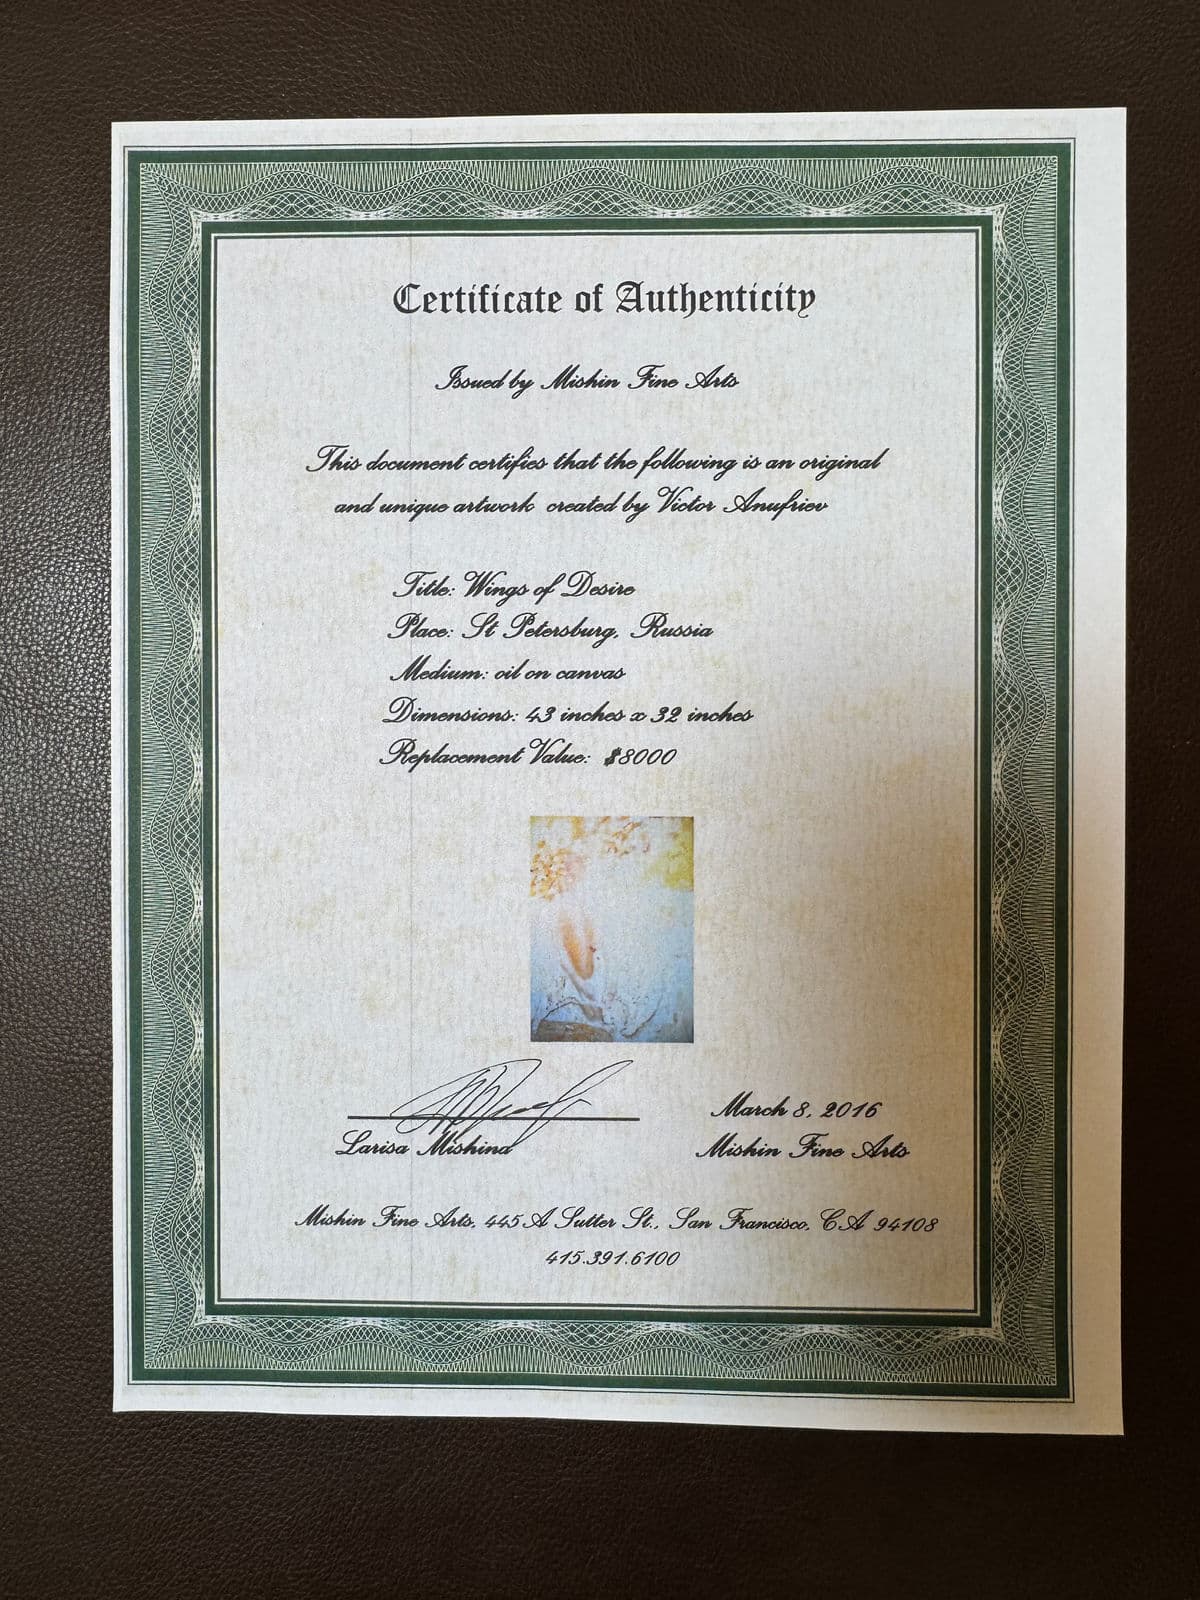 Certificate of Authenticity
Issued by Mishin Fine Arts
This document certifies that the following is an original
and unique artwork created by Victor Anufriev
Title: Wings of Desire
Place: St Petersburg, Russia
Medium: oil on canvas
Dimensions: 43 inches x 32 inches
Replacement Value: $8000
Larisa Mishina
March 8, 2016
Mishin Fine Arts
Mishin Fine Arts, 445 A Sutter St., San Francisco, CA 94108
415.391.6100